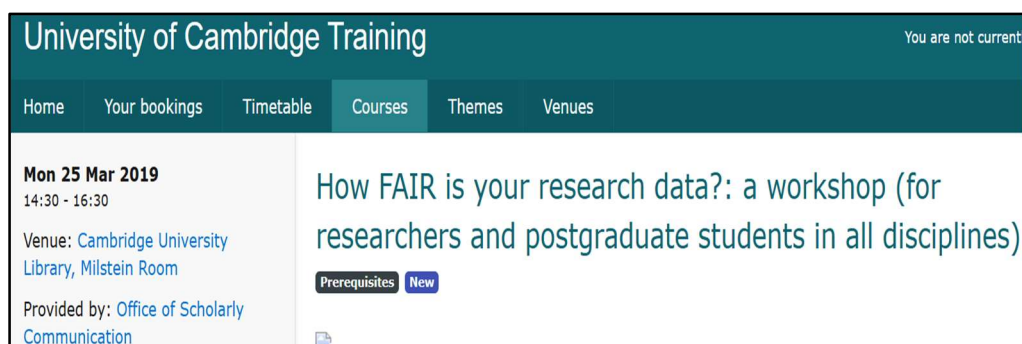 University of Cambridge Training
You are not current
Home Your bookings Timetable Courses Themes Venues
Mon 25 Mar 2019
14:30 - 16:30
Venue: Cambridge University
Library, Milstein Room
Provided by: Office of Scholarly
Communication
How FAIR is your research data?: a workshop (for
researchers and postgraduate students in all disciplines)
Prerequisites New